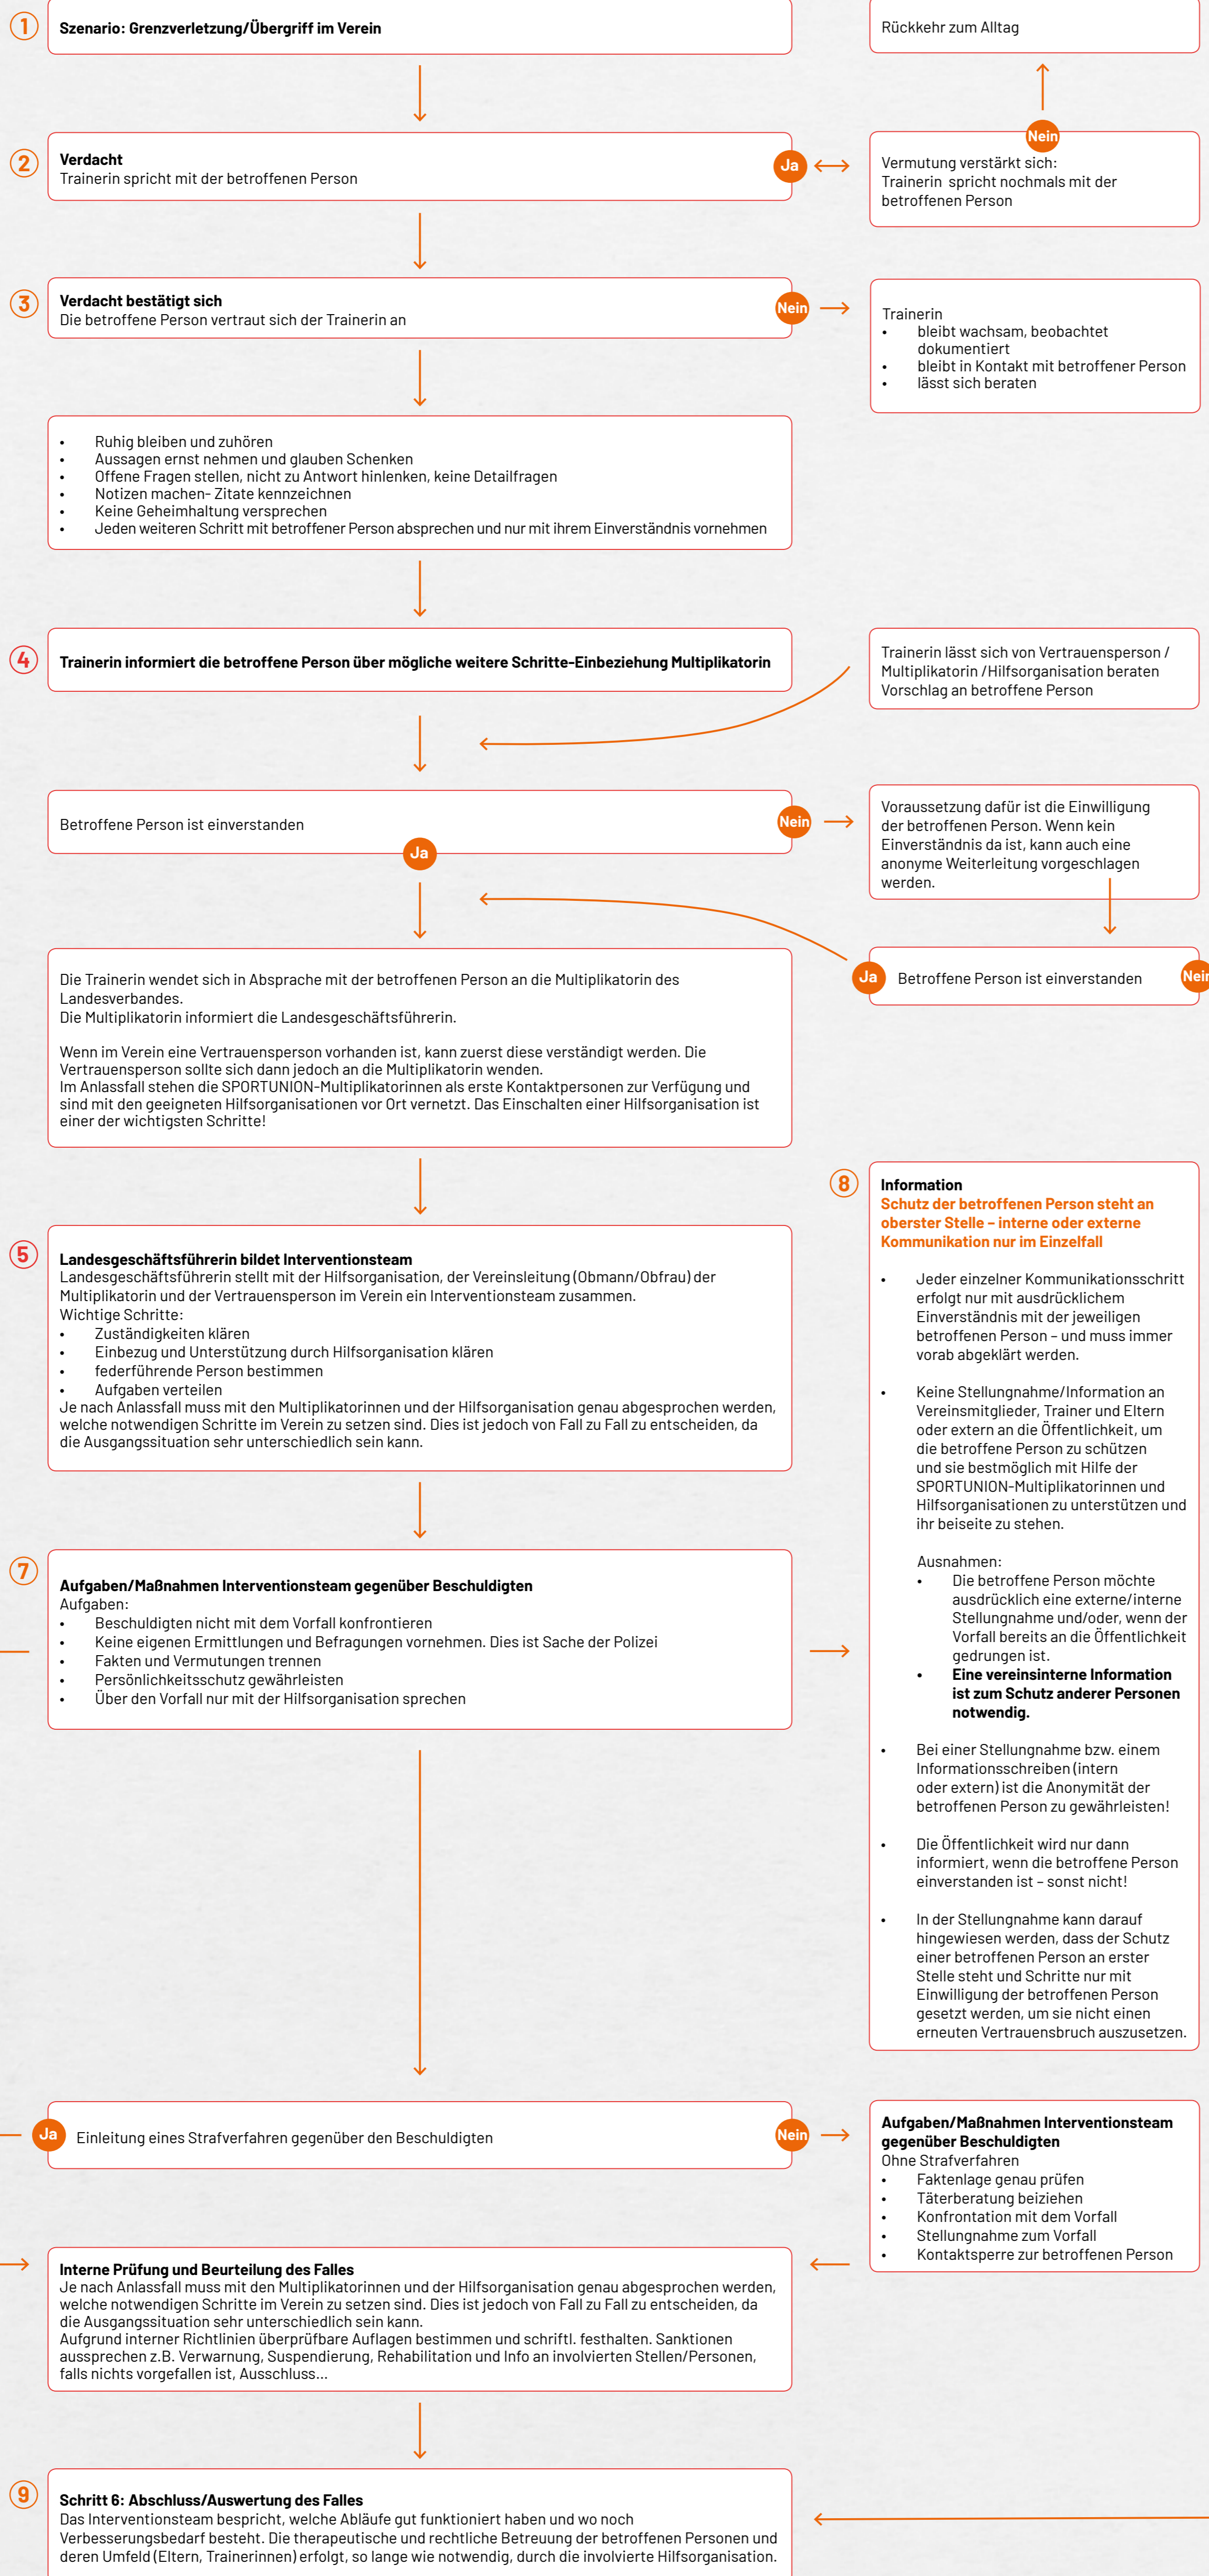 1
Szenario: Grenzverletzung/Übergriff im Verein
Rückkehr zum Alltag
2
Verdacht
Trainerin spricht mit der betroffenen Person
Ja
Nein
Vermutung verstärkt sich:
Trainerin spricht nochmals mit der
betroffenen Person
3
Verdacht bestätigt sich
Die betroffene Person vertraut sich der Trainerin an
Nein
Trainerin
• bleibt wachsam, beobachtet
dokumentiert
• bleibt in Kontakt mit betroffener Person
• lässt sich beraten
• Ruhig bleiben und zuhören
• Aussagen ernst nehmen und glauben Schenken
• Offene Fragen stellen, nicht zu Antwort hinlenken, keine Detailfragen
• Notizen machen- Zitate kennzeichnen
• Keine Geheimhaltung versprechen
• Jeden weiteren Schritt mit betroffener Person absprechen und nur mit ihrem Einverständnis vornehmen
4
Trainerin informiert die betroffene Person über mögliche weitere Schritte-Einbeziehung Multiplikatorin
Trainerin lässt sich von Vertrauensperson /
Multiplikatorin /Hilfsorganisation beraten
Vorschlag an betroffene Person
Betroffene Person ist einverstanden
Nein
Ja
Voraussetzung dafür ist die Einwilligung
der betroffenen Person. Wenn kein
Einverständnis da ist, kann auch eine
anonyme Weiterleitung vorgeschlagen
werden.
Ja
Betroffene Person ist einverstanden
Nein
Die Trainerin wendet sich in Absprache mit der betroffenen Person an die Multiplikatorin des
Landesverbandes.
Die Multiplikatorin informiert die Landesgeschäftsführerin.
Wenn im Verein eine Vertrauensperson vorhanden ist, kann zuerst diese verständigt werden. Die
Vertrauensperson sollte sich dann jedoch an die Multiplikatorin wenden.
Im Anlassfall stehen die SPORTUNION-Multiplikatorinnen als erste Kontaktpersonen zur Verfügung und
sind mit den geeigneten Hilfsorganisationen vor Ort vernetzt. Das Einschalten einer Hilfsorganisation ist
einer der wichtigsten Schritte!
5
Landesgeschäftsführerin bildet Interventionsteam
Landesgeschäftsführerin stellt mit der Hilfsorganisation, der Vereinsleitung (Obmann/Obfrau) der
Multiplikatorin und der Vertrauensperson im Verein ein Interventionsteam zusammen.
Wichtige Schritte:
• Zuständigkeiten klären
• Einbezug und Unterstützung durch Hilfsorganisation klären
• federführende Person bestimmen
• Aufgaben verteilen
Je nach Anlassfall muss mit den Multiplikatorinnen und der Hilfsorganisation genau abgesprochen werden,
welche notwendigen Schritte im Verein zu setzen sind. Dies ist jedoch von Fall zu Fall zu entscheiden, da
die Ausgangssituation sehr unterschiedlich sein kann.
7
Aufgaben/Maßnahmen Interventionsteam gegenüber Beschuldigten
Aufgaben:
• Beschuldigten nicht mit dem Vorfall konfrontieren
• Keine eigenen Ermittlungen und Befragungen vornehmen. Dies ist Sache der Polizei
• Fakten und Vermutungen trennen
• Persönlichkeitsschutz gewährleisten
• Über den Vorfall nur mit der Hilfsorganisation sprechen
8
Information
Schutz der betroffenen Person steht an
oberster Stelle – interne oder externe
Kommunikation nur im Einzelfall
• Jeder einzelner Kommunikationsschritt
erfolgt nur mit ausdrücklichem
Einverständnis mit der jeweiligen
betroffenen Person – und muss immer
vorab abgeklärt werden.
• Keine Stellungnahme/Information an
Vereinsmitglieder, Trainer und Eltern
oder extern an die Öffentlichkeit, um
die betroffene Person zu schützen
und sie bestmöglich mit Hilfe der
SPORTUNION-Multiplikatorinnen und
Hilfsorganisationen zu unterstützen und
ihr beiseite zu stehen.
Ausnahmen:
• Die betroffene Person möchte
ausdrücklich eine externe/interne
Stellungnahme und/oder, wenn der
Vorfall bereits an die Öffentlichkeit
gedrungen ist.
• Eine vereinsinterne Information
ist zum Schutz anderer Personen
notwendig.
• Bei einer Stellungnahme bzw. einem
Informationsschreiben (intern
oder extern) ist die Anonymität der
betroffenen Person zu gewährleisten!
• Die Öffentlichkeit wird nur dann
informiert, wenn die betroffene Person
einverstanden ist – sonst nicht!
• In der Stellungnahme kann darauf
hingewiesen werden, dass der Schutz
einer betroffenen Person an erster
Stelle steht und Schritte nur mit
Einwilligung der betroffenen Person
gesetzt werden, um sie nicht einen
erneuten Vertrauensbruch auszusetzen.
Ja
Einleitung eines Strafverfahren gegenüber den Beschuldigten
Nein
Aufgaben/Maßnahmen Interventionsteam
gegenüber Beschuldigten
Ohne Strafverfahren
• Faktenlage genau prüfen
• Täterberatung beiziehen
• Konfrontation mit dem Vorfall
• Stellungnahme zum Vorfall
• Kontaktsperre zur betroffenen Person
Interne Prüfung und Beurteilung des Falles
Je nach Anlassfall muss mit den Multiplikatorinnen und der Hilfsorganisation genau abgesprochen werden,
welche notwendigen Schritte im Verein zu setzen sind. Dies ist jedoch von Fall zu Fall zu entscheiden, da
die Ausgangssituation sehr unterschiedlich sein kann.
Aufgrund interner Richtlinien überprüfbare Auflagen bestimmen und schriftl. festhalten. Sanktionen
aussprechen z.B. Verwarnung, Suspendierung, Rehabilitation und Info an involvierten Stellen/Personen,
falls nichts vorgefallen ist, Ausschluss...
9
Schritt 6: Abschluss/Auswertung des Falles
Das Interventionsteam bespricht, welche Abläufe gut funktioniert haben und wo noch
Verbesserungsbedarf besteht. Die therapeutische und rechtliche Betreuung der betroffenen Personen und
deren Umfeld (Eltern, Trainerinnen) erfolgt, so lange wie notwendig, durch die involvierte Hilfsorganisation.